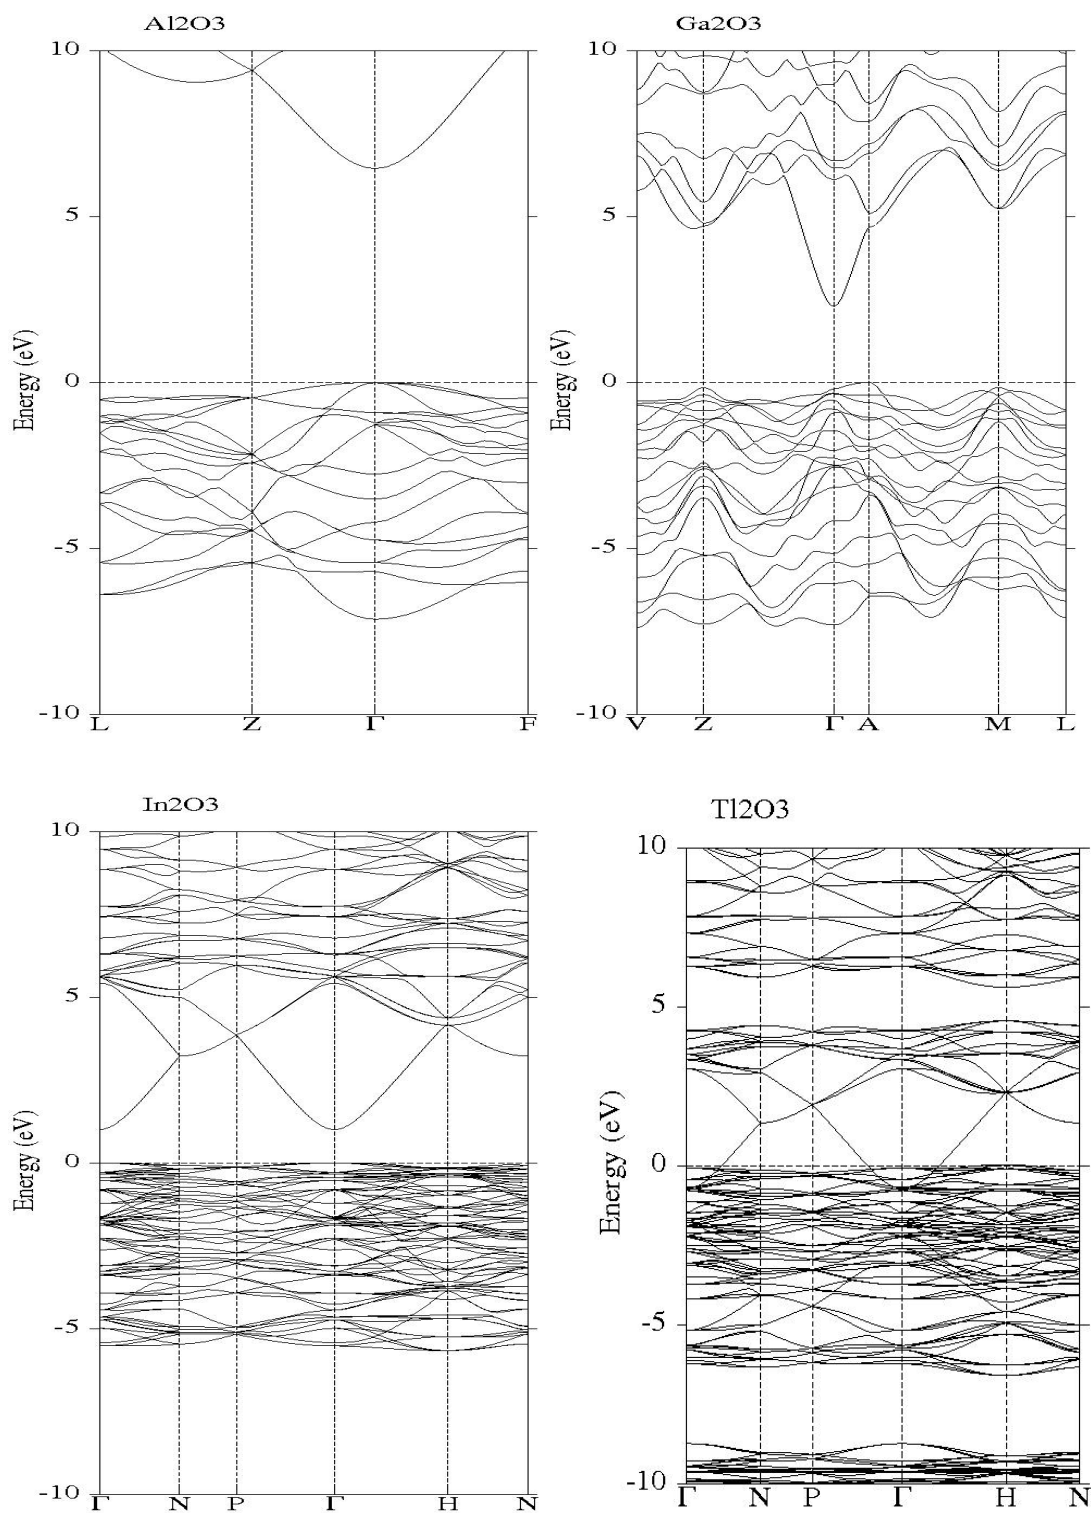 Al2O3
10
5
0
-5
-10
Energy (eV)
L Z Γ F
Ga2O3
10
5
0
-5
-10
Energy (eV)
V Z Γ A M L
In2O3
10
5
0
-5
-10
Energy (eV)
Γ N P Γ H N
Tl2O3
10
5
0
-5
-10
Energy (eV)
Γ N P Γ H N